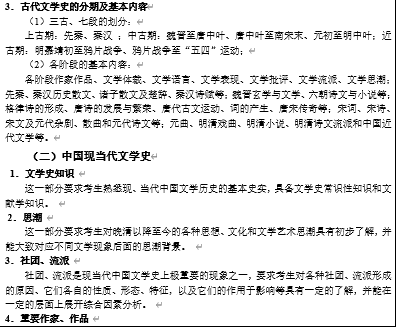 3．古代文学史的分期及基本内容
（1）三古、七段的划分：
上古期：先秦、秦汉 ；中古期：魏晋至唐中叶、唐中叶至南宋末、元初至明中叶；近
古期：明嘉靖初至鸦片战争、鸦片战争至“五四”运动；
（2）各阶段的基本内容：
各阶段作家作品、文学体裁、文学语言、文学表现、文学批评、文学流派、文学思潮；
先秦、秦汉历史散文、诸子散文及楚辞、秦汉诗赋等；魏晋玄学与文学、六朝诗文与小说等；
格律诗的形成、唐诗的发展与繁荣、唐代古文运动、词的产生、唐宋传奇等；宋词、宋诗、
宋文及元代杂剧、散曲和元代诗文等；元曲、明清戏曲、明清小说、明清诗文流派和中国近
代文学等。
（二）中国现当代文学史
1．文学史知识
这一部分要求考生熟悉现、当代中国文学历史的基本史实，具备文学史常识性知识和文
献学知识。
2．思潮
这一部分要求考生对晚清以降至今的各种思想、文化和文学艺术思潮具有初步了解，并
能大致对应不同文学现象后面的思潮背景。
3．社团、流派
社团、流派是现当代中国文学史上极重要的现象之一，要求考生对各种社团、流派形成
的原因、它们各自的性质、形态、特征，以及它们的作用于影响等具有一定的了解，并能在
一定的层面上展开综合因素分析。
4．重要作家、作品